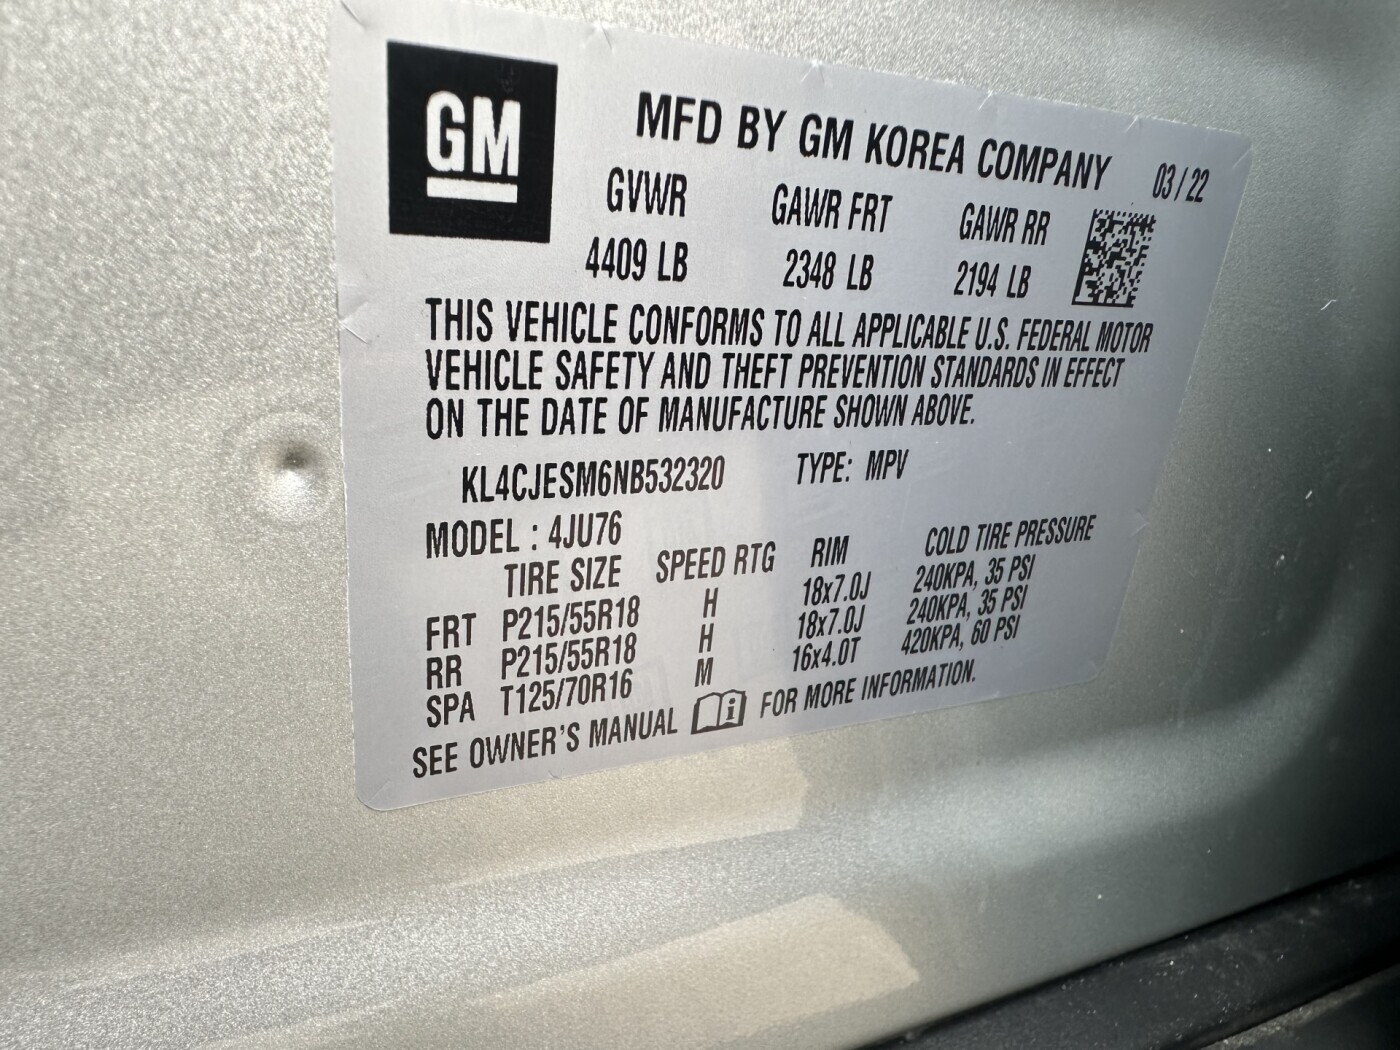 GM
MFD BY GM KOREA COMPANY 03/22
GVWR GAWR FRT GAWR RR
4409 LB 2348 LB 2194 LB
THIS VEHICLE CONFORMS TO ALL APPLICABLE U.S. FEDERAL MOTOR
VEHICLE SAFETY AND THEFT PREVENTION STANDARDS IN EFFECT
ON THE DATE OF MANUFACTURE SHOWN ABOVE.
KL4CJESM6NB532320 TYPE: MPV
MODEL : 4JU76
TIRE SIZE SPEED RTG RIM COLD TIRE PRESSURE
FRT P215/55R18 H 18x7.0J 240KPA, 35 PSI
RR P215/55R18 H 18x7.0J 240KPA, 35 PSI
SPA T125/70R16 M 16x4.0T 420KPA, 60 PSI
SEE OWNER'S MANUAL i FOR MORE INFORMATION.